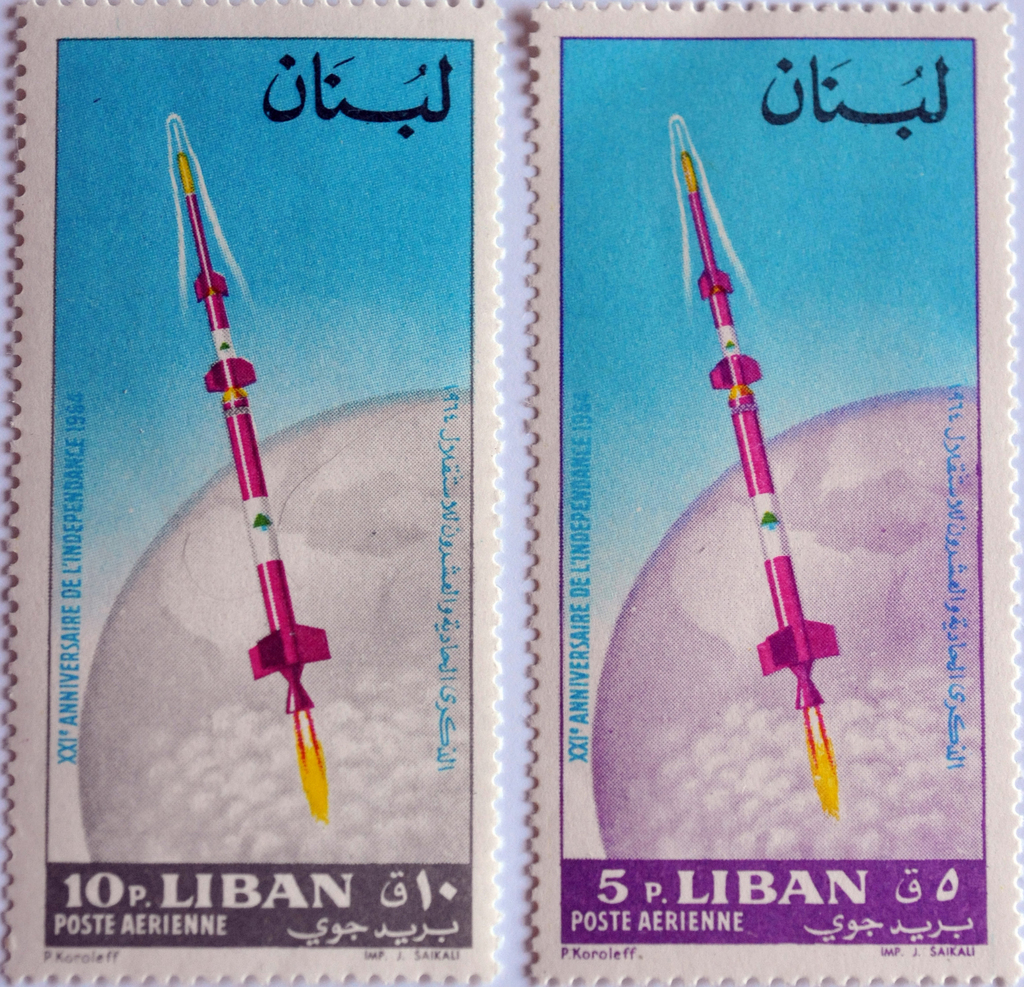 لبنان
XXIᵉ ANNIVERSAIRE DE L'INDEPENDANCE 1964
الذكرى الحادية والعشرون للاستقلال ١٩٦٤
10 P. LIBAN ١٠ ق
POSTE AERIENNE بريد جوي
P. Koroleff IMP. J. SAIKALI
لبنان
XXIᵉ ANNIVERSAIRE DE L'INDEPENDANCE 1964
الذكرى الحادية والعشرون للاستقلال ١٩٦٤
5 P. LIBAN ٥ ق
POSTE AERIENNE بريد جوي
P. Koroleff. IMP. J. SAIKALI